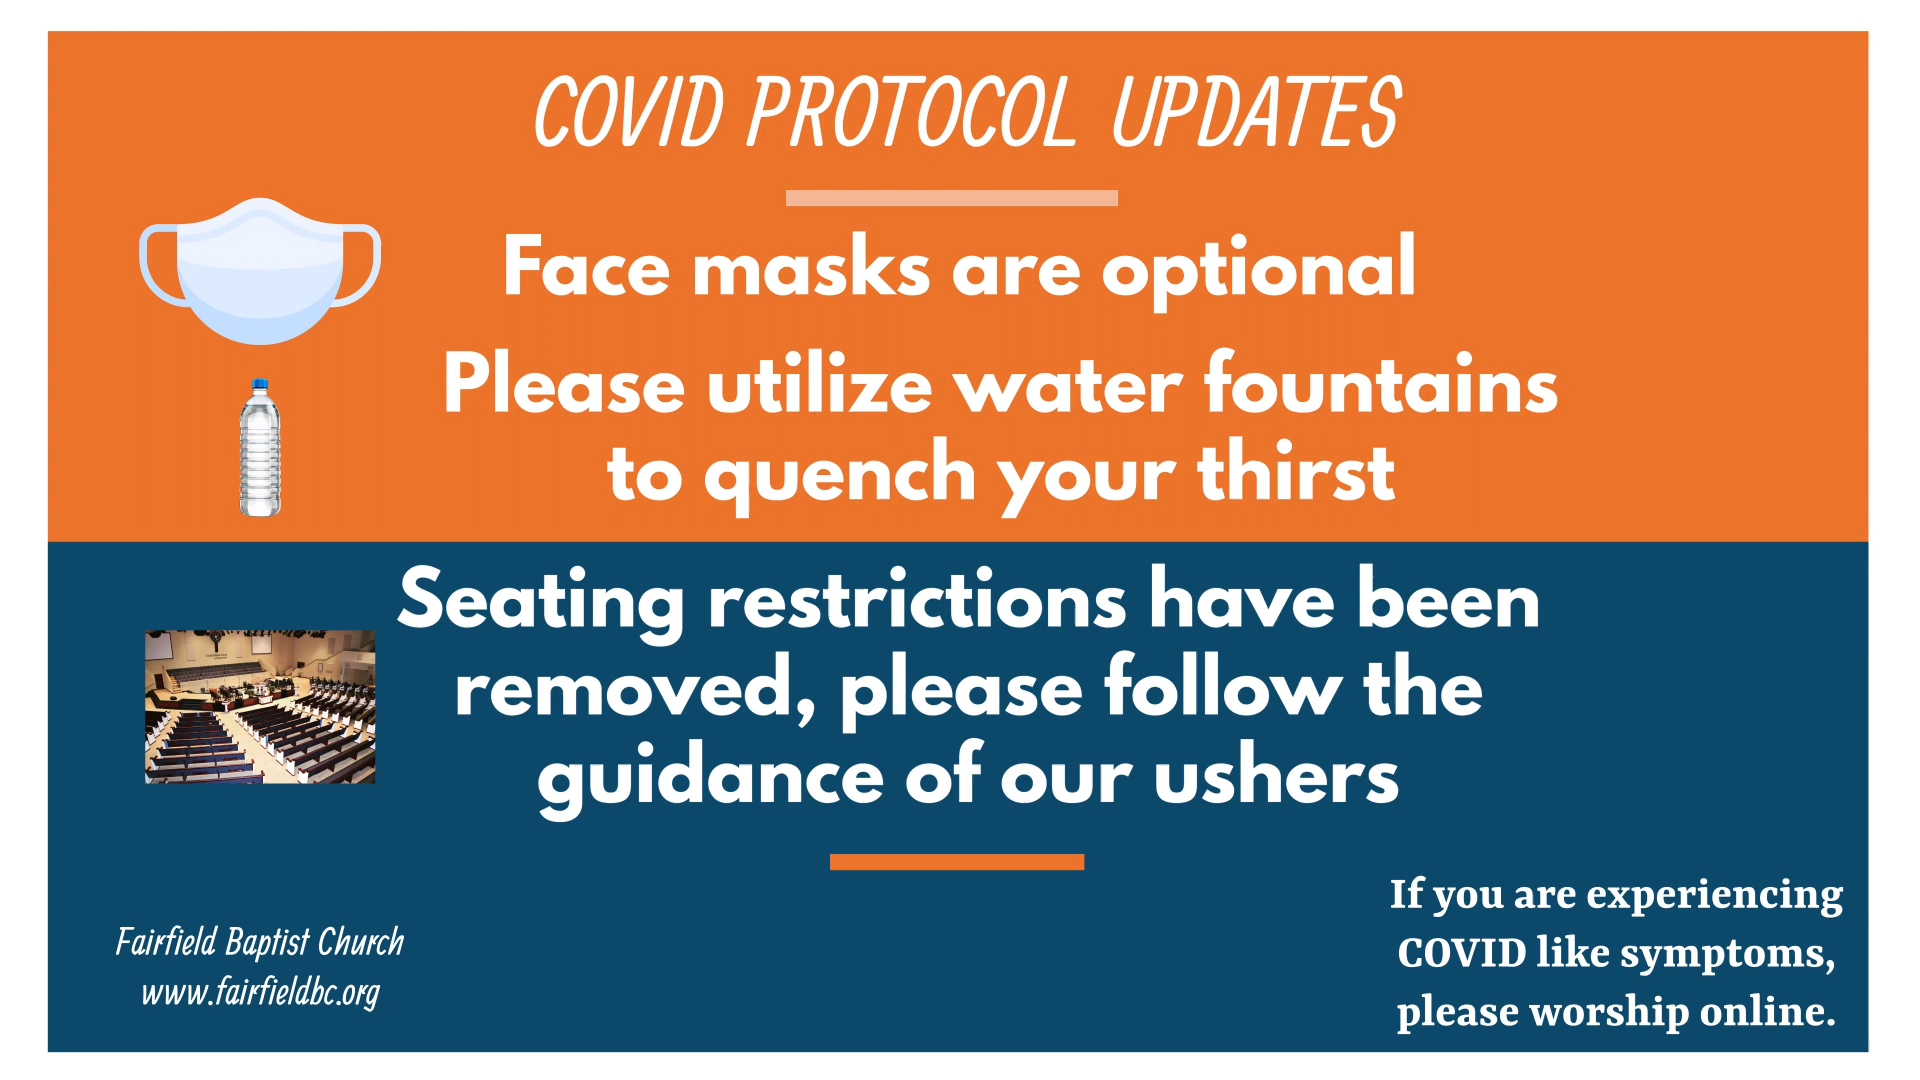 COVID PROTOCOL UPDATES
Face masks are optional
Please utilize water fountains
to quench your thirst
Seating restrictions have been
removed, please follow the
guidance of our ushers
Fairfield Baptist Church
www.fairfieldbc.org
If you are experiencing
COVID like symptoms,
please worship online.